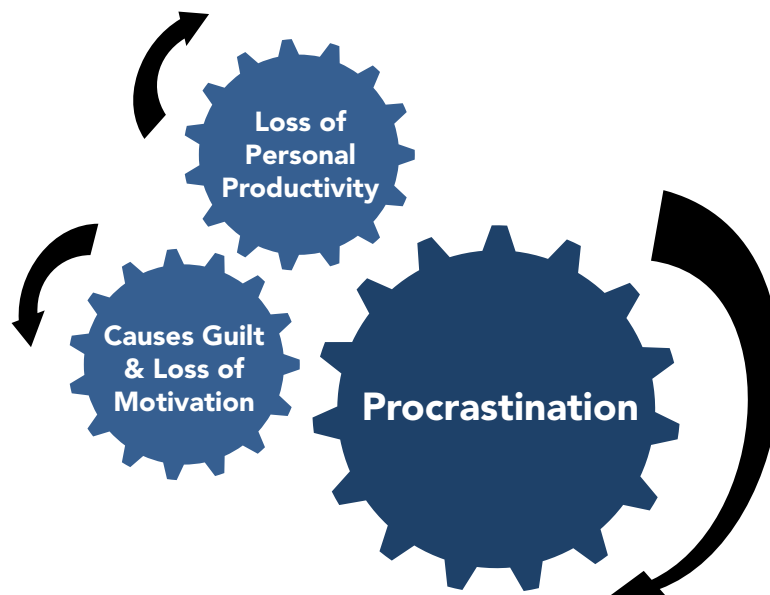 Loss of
Personal
Productivity
Causes Guilt
& Loss of
Motivation
Procrastination